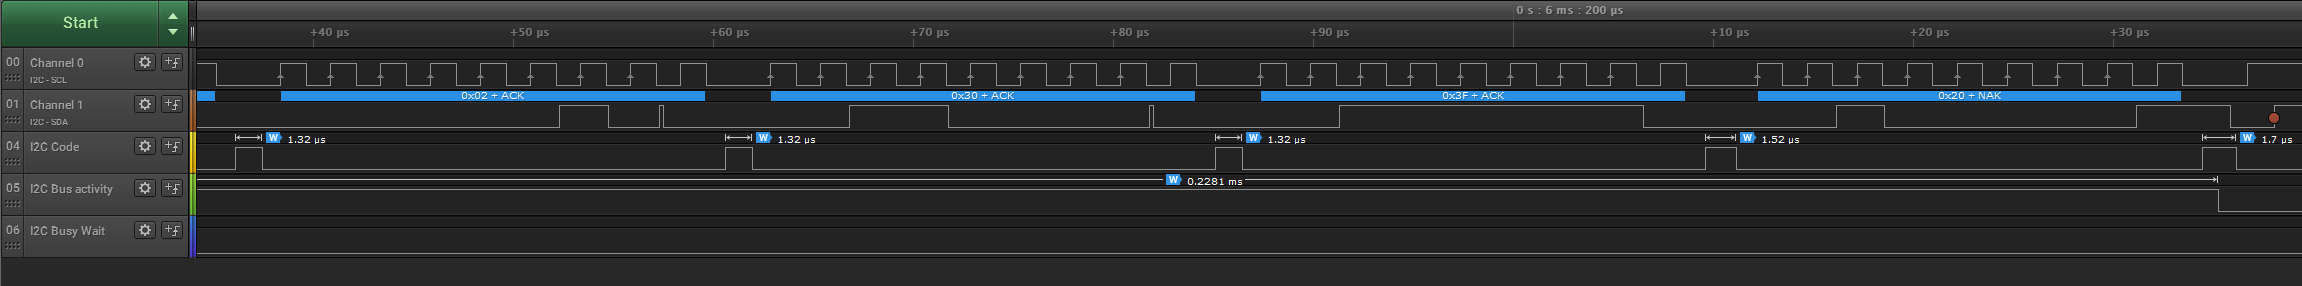 Start
0 s : 6 ms : 200 µs
+40 µs +50 µs +60 µs +70 µs +80 µs +90 µs +10 µs +20 µs +30 µs
00 Channel 0
I2C - SCL
01 Channel 1
I2C - SDA
0x02 + ACK 0x30 + ACK 0x3F + ACK 0x20 + NAK
04 I2C Code
W 1.32 µs W 1.32 µs W 1.32 µs W 1.52 µs W 1.7 µs
05 I2C Bus activity
W 0.2281 ms
06 I2C Busy Wait